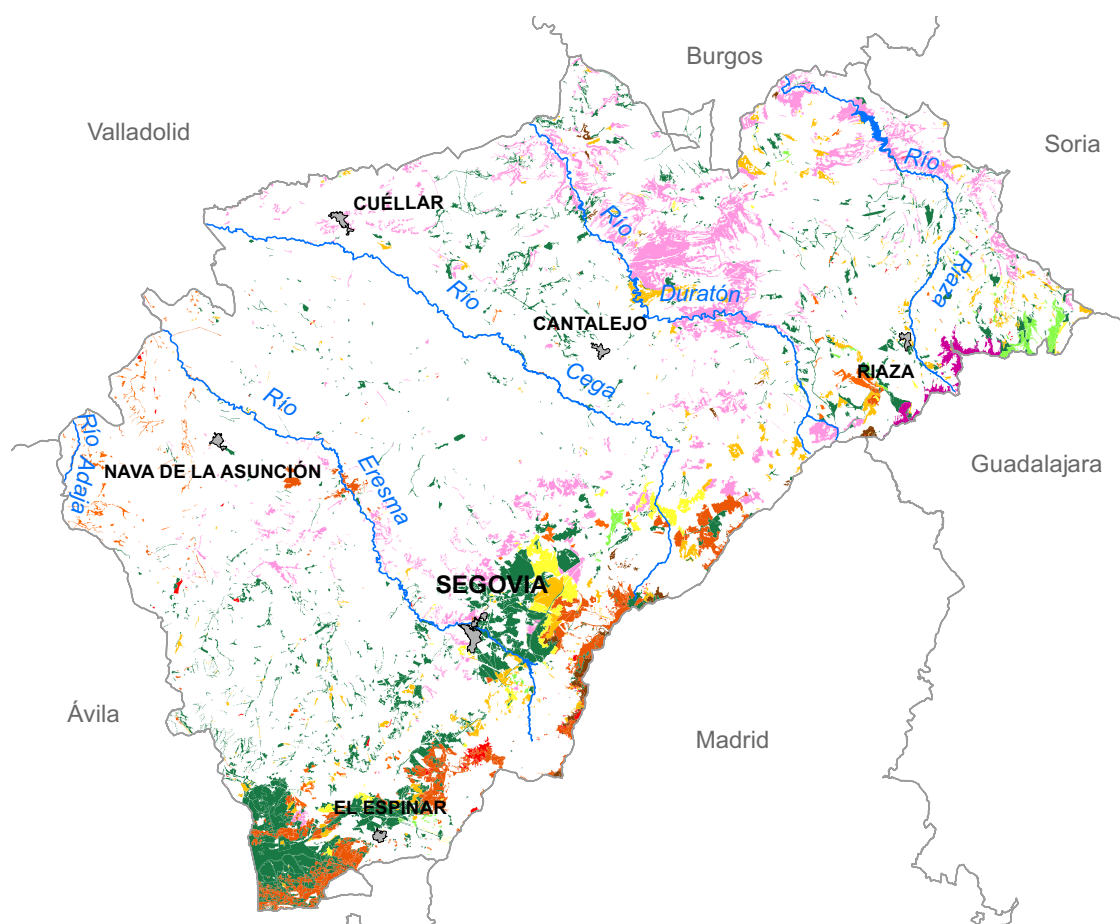 Burgos
Valladolid
Soria
Río
CUÉLLAR
Río
Riaza
Río
Duratón
CANTALEJO
RIAZA
Cega
Río
Río Adaja
NAVA DE LA ASUNCIÓN
Eresma
Guadalajara
SEGOVIA
Ávila
Madrid
EL ESPINAR